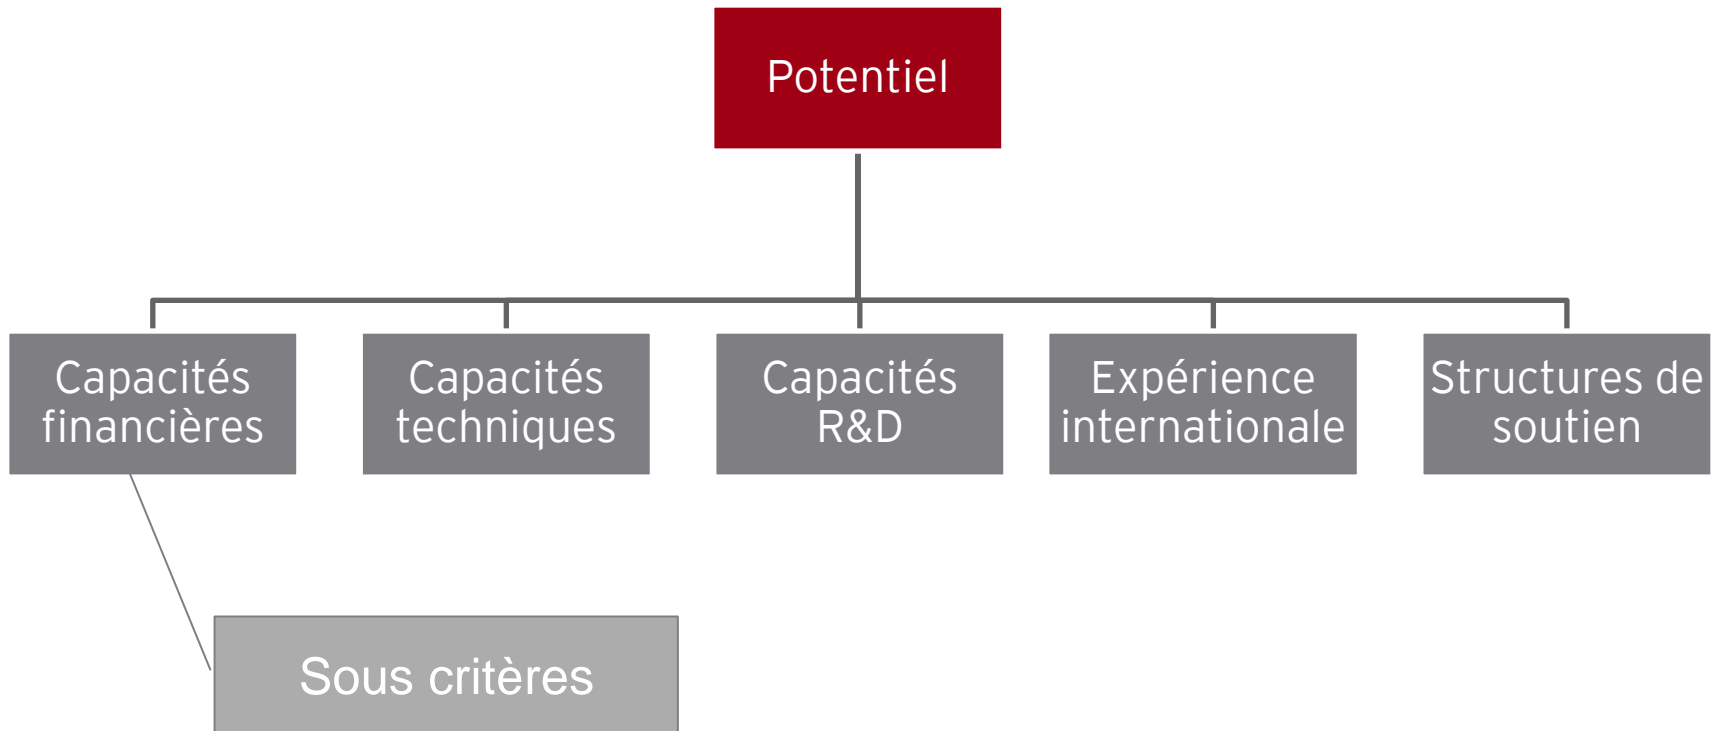 Potentiel
Capacités
financières
Capacités
techniques
Capacités
R&D
Expérience
internationale
Structures de
soutien
Sous critères